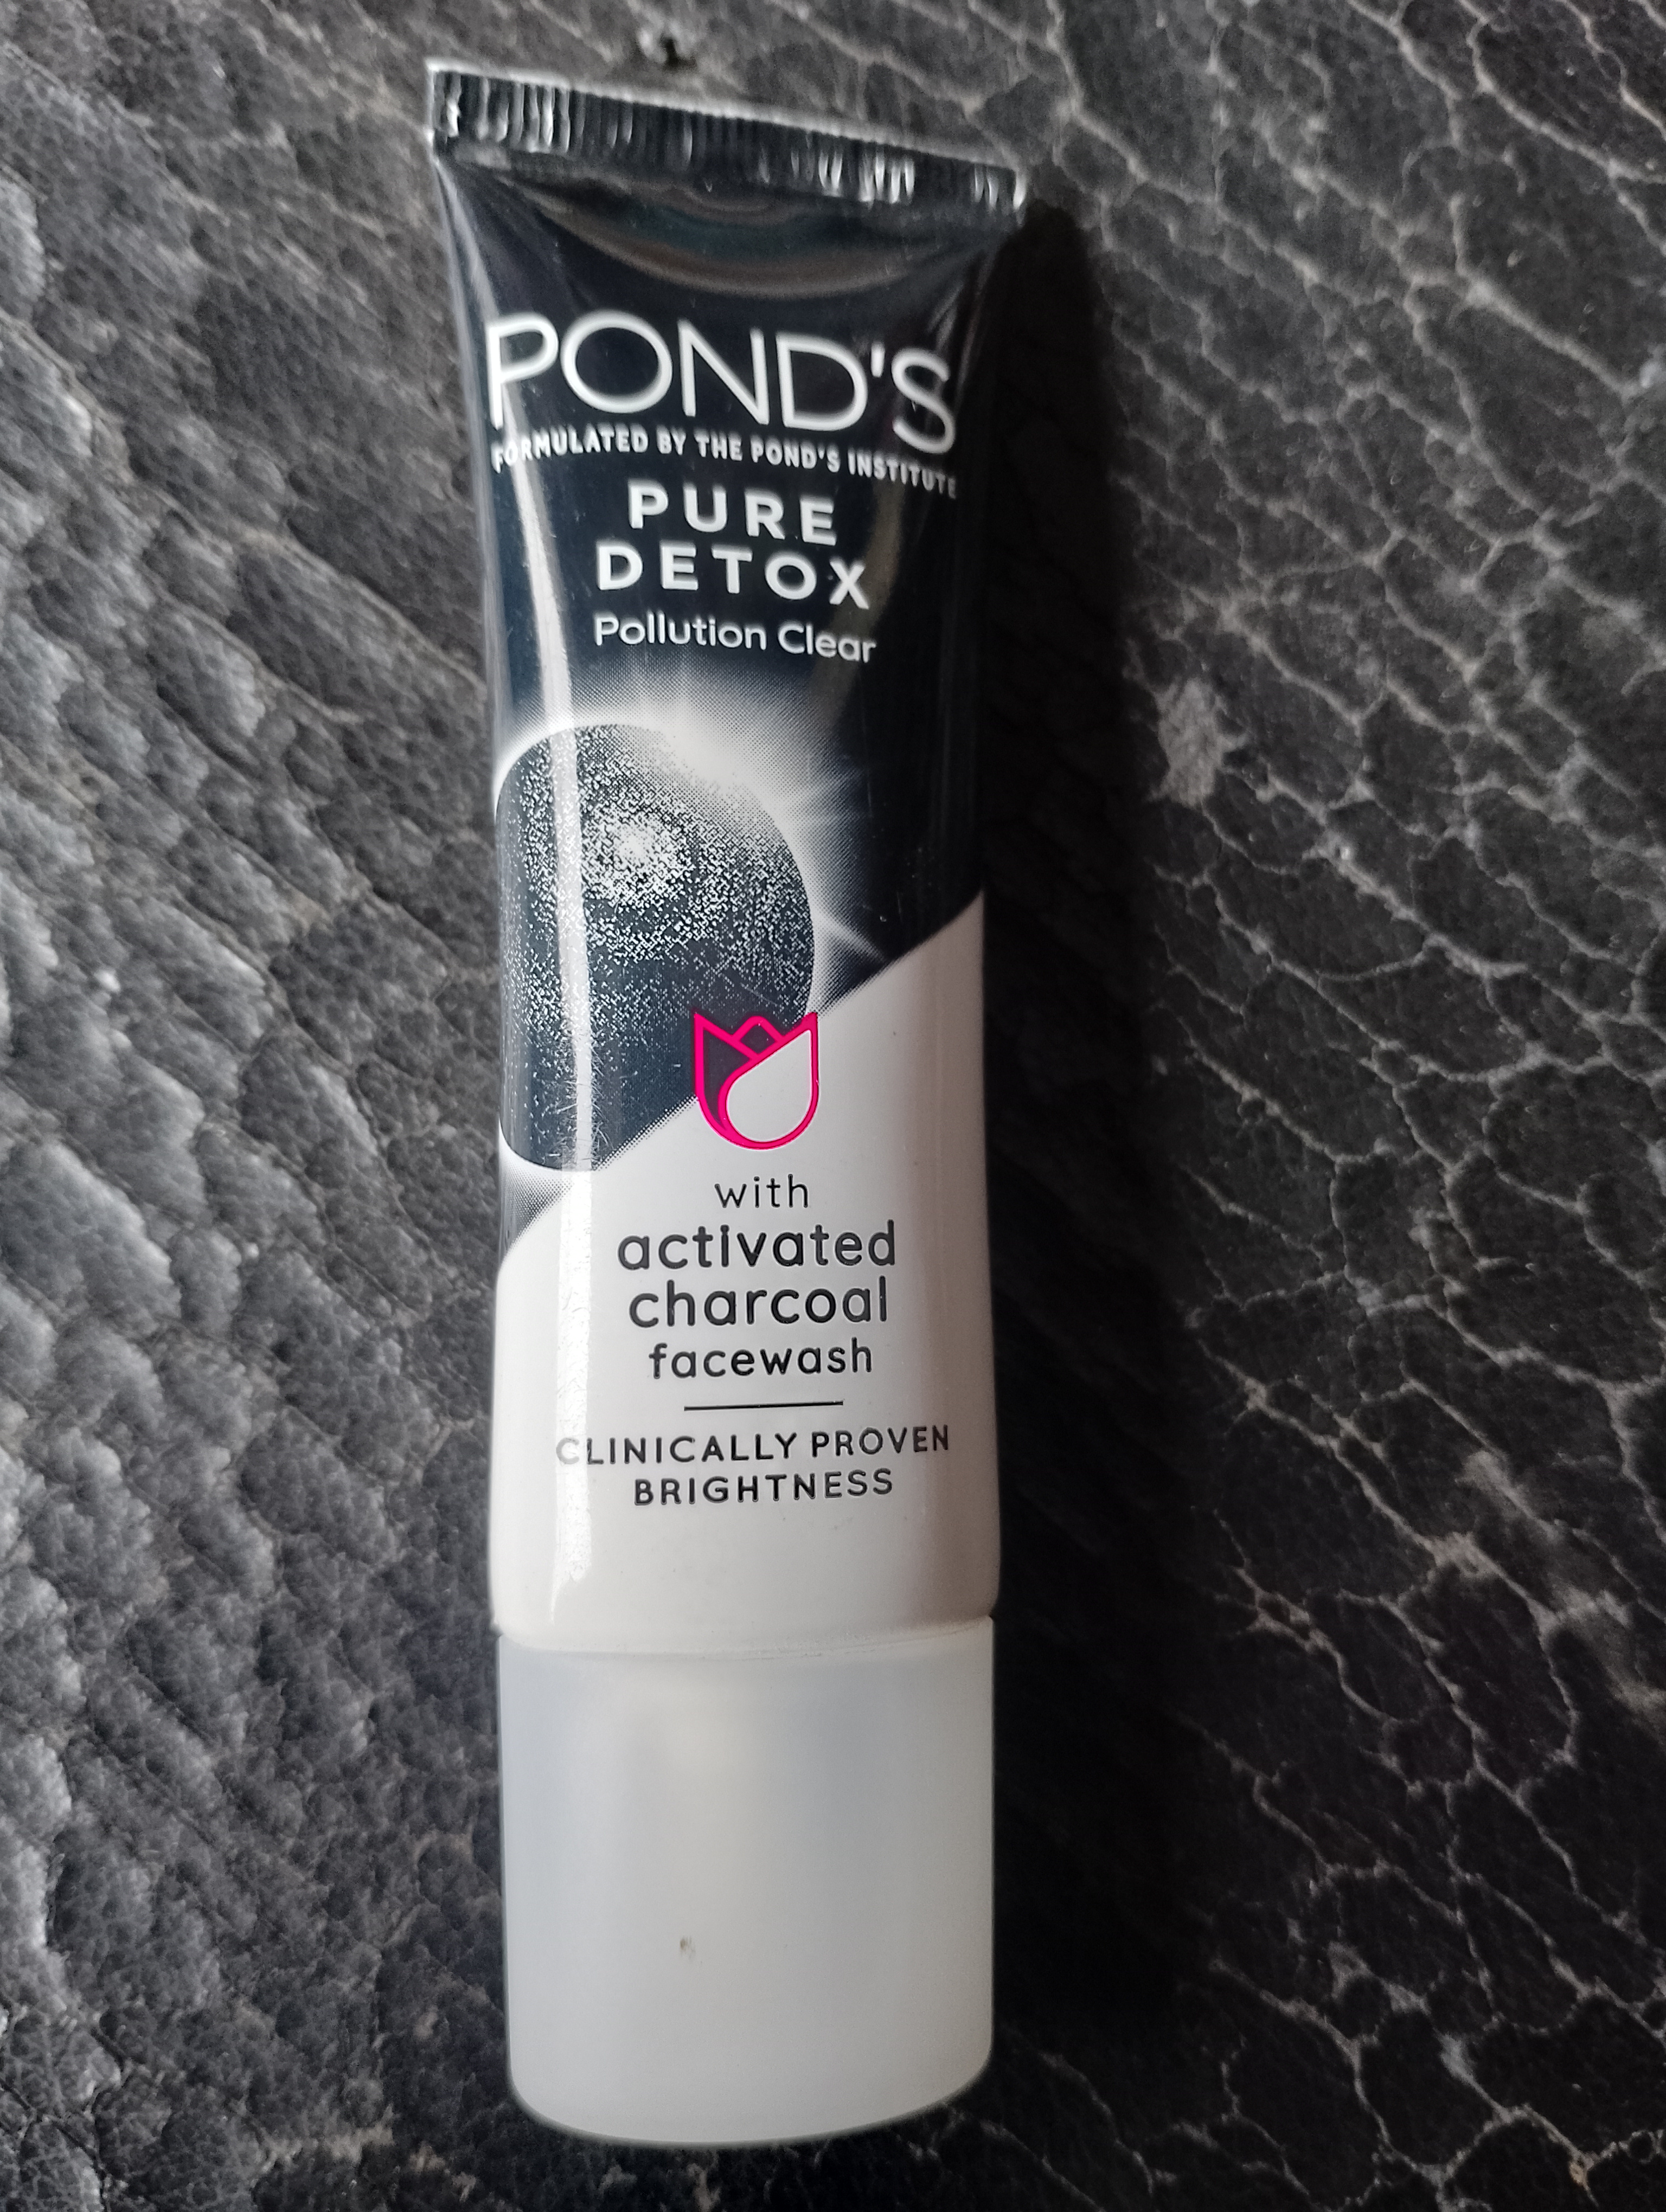 POND'S
FORMULATED BY THE POND'S INSTITUTE
PURE
DETOX
Pollution Clear
with
activated
charcoal
facewash
CLINICALLY PROVEN
BRIGHTNESS